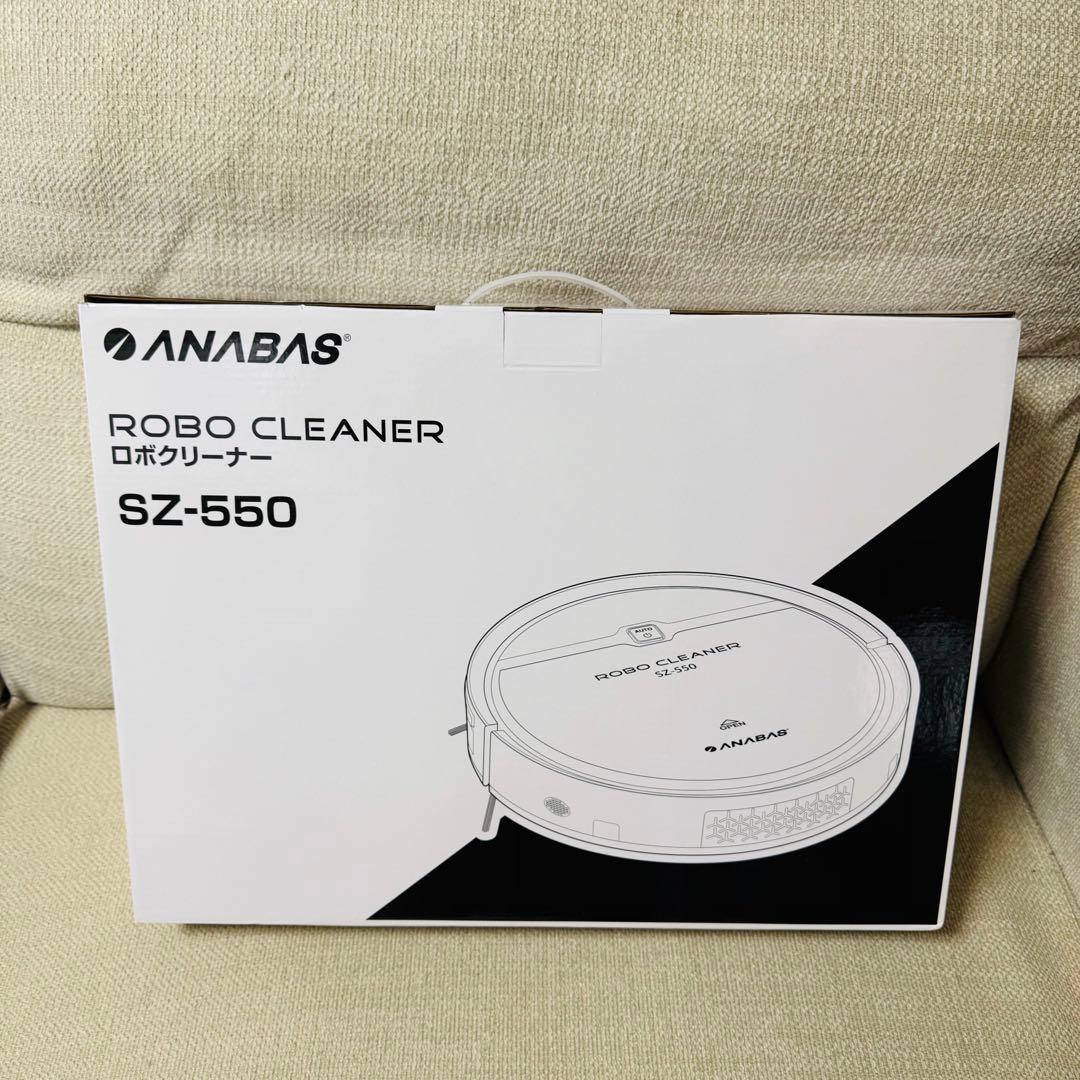 ANABAS®
ROBO CLEANER
ロボクリーナー
SZ-550
AUTO
ROBO CLEANER
SZ-550
OPEN
ANABAS